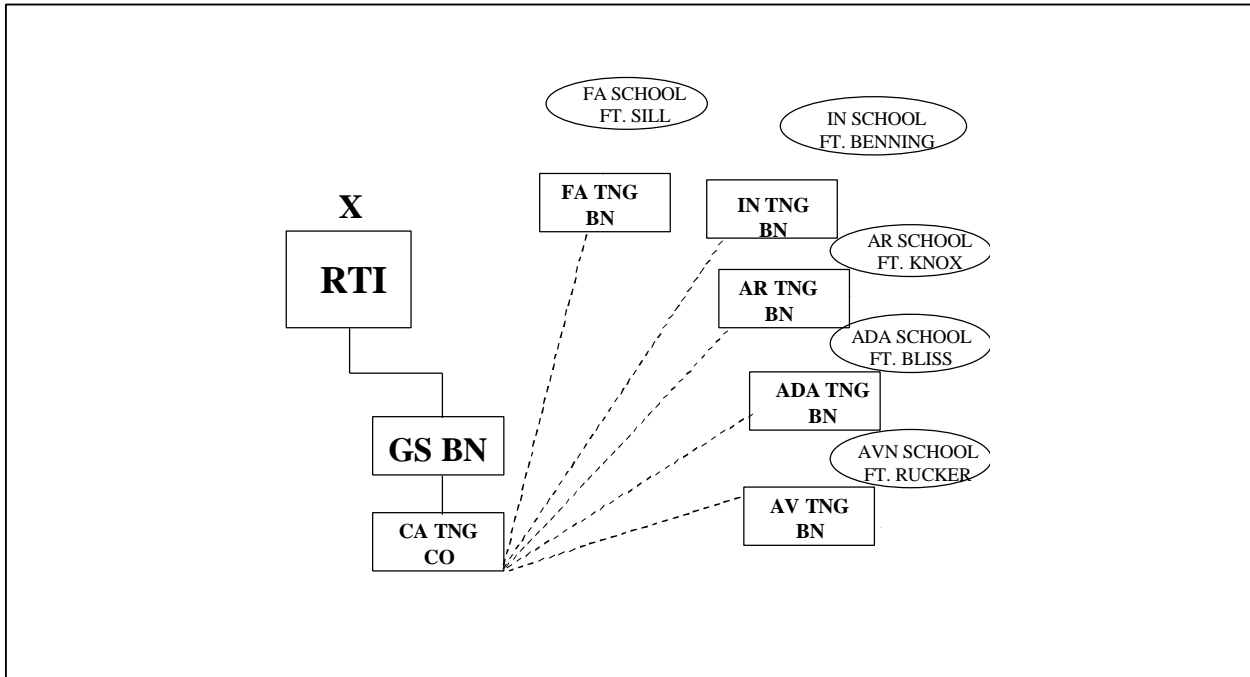 FA SCHOOL
FT. SILL
IN SCHOOL
FT. BENNING
FA TNG
BN
IN TNG
BN
X
RTI
AR SCHOOL
FT. KNOX
AR TNG
BN
ADA SCHOOL
FT. BLISS
ADA TNG
BN
GS BN
AVN SCHOOL
FT. RUCKER
AV TNG
BN
CA TNG
CO